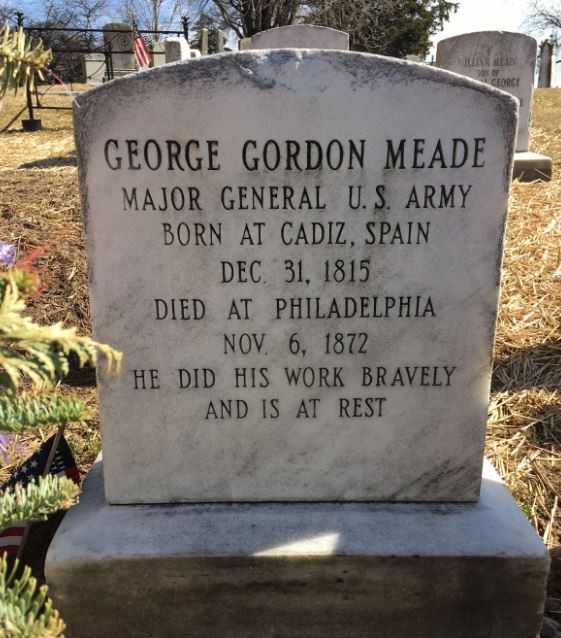 GEORGE GORDON MEADE
MAJOR GENERAL U.S. ARMY
BORN AT CADIZ, SPAIN
DEC. 31, 1815
DIED AT PHILADELPHIA
NOV. 6, 1872
HE DID HIS WORK BRAVELY
AND IS AT REST
WILLIAM MEADE
SON OF
GEORGE